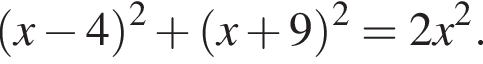 (x − 4)² + (x + 9)² = 2x².